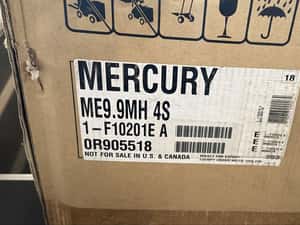 MERCURY
18
ME9.9MH 4S
1-F10201E A
0R905518
NOT FOR SALE IN U.S. & CANADA